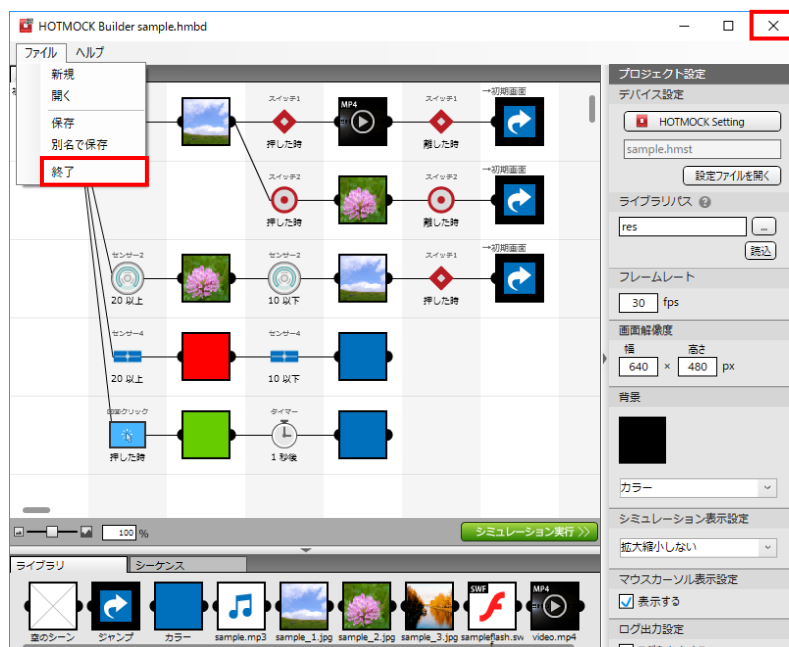 HOTMOCK Builder sample.hmbd
ファイル ヘルプ
新規
開く
保存
別名で保存
終了
スイッチ1
押した時
MP4
スイッチ1
離した時
→初期画面
スイッチ2
押した時
スイッチ2
離した時
→初期画面
センサー2
20 以上
センサー2
10 以下
スイッチ1
押した時
→初期画面
センサー4
20 以上
センサー4
10 以下
画面クリック
押した時
タイマー
1 秒後
100 %
シミュレーション実行
ライブラリ シーケンス
空のシーン
ジャンプ
カラー
sample.mp3
sample_1.jpg
sample_2.jpg
sample_3.jpg
SWF
sampleflash.sw
f
MP4
video.mp4
プロジェクト設定
デバイス設定
HOTMOCK Setting
sample.hmst
設定ファイルを開く
ライブラリパス ?
res
...
読込
フレームレート
30 fps
画面解像度
幅 高さ
640 × 480 px
背景
カラー
シミュレーション表示設定
拡大縮小しない
マウスカーソル表示設定
表示する
ログ出力設定